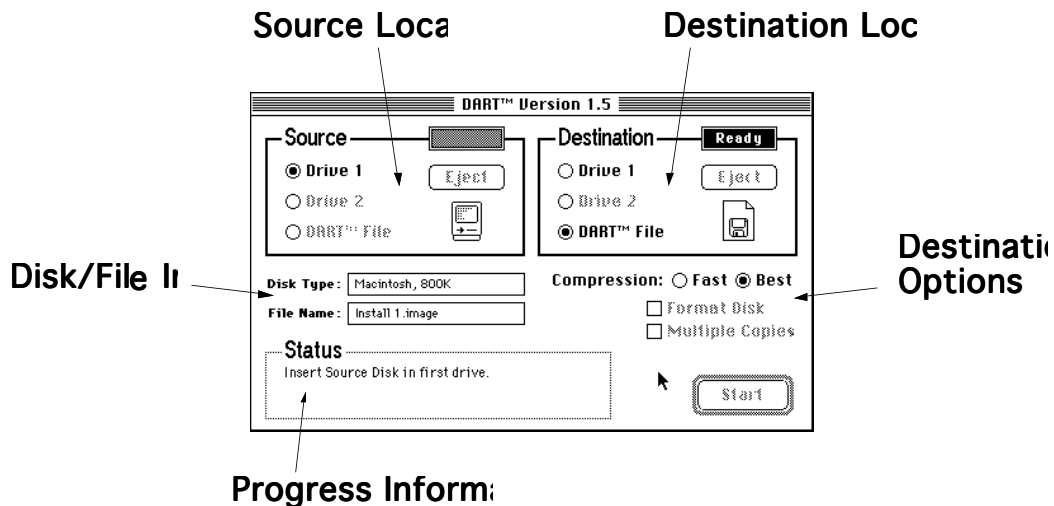 Source Loca
Destination Loc
DART™ Version 1.5
Source
Drive 1
Eject
Drive 2
DART™ File
Destination
Ready
Drive 1
Eject
Drive 2
DART™ File
Disk/File I
Disk Type: Macintosh, 800K
File Name: Install 1.image
Compression: Fast Best
Format Disk
Multiple Copies
Destinatio
Options
Status
Insert Source Disk in first drive.
Start
Progress Informa